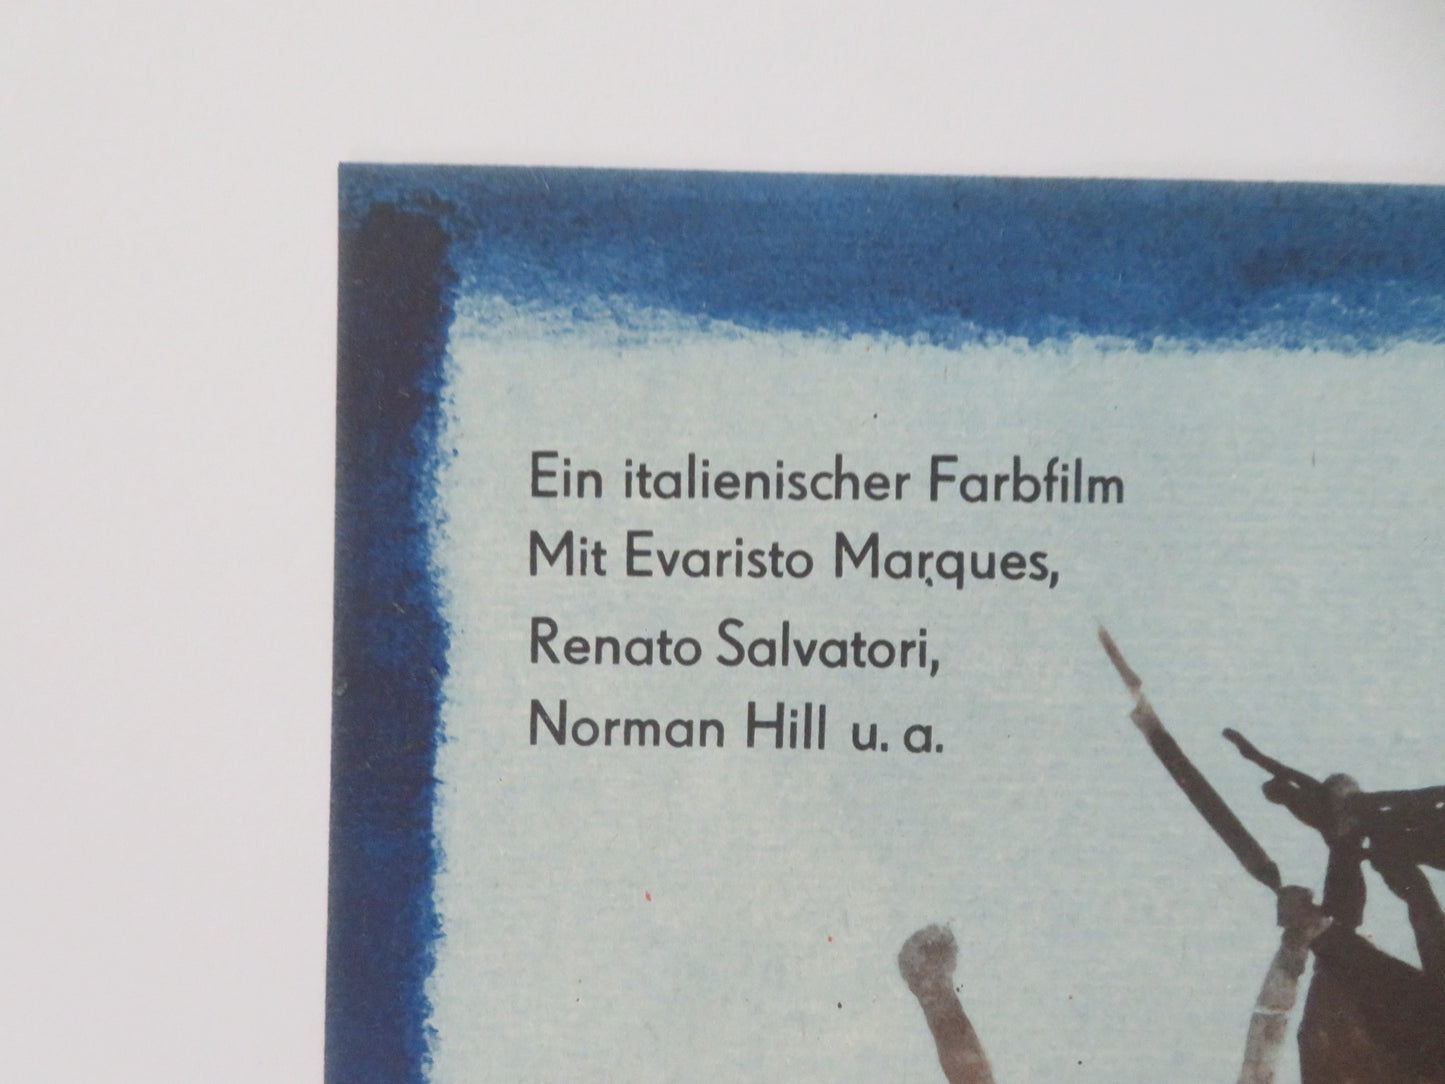 Ein italienischer Farbfilm
Mit Evaristo Marques,
Renato Salvatori,
Norman Hill u. a.